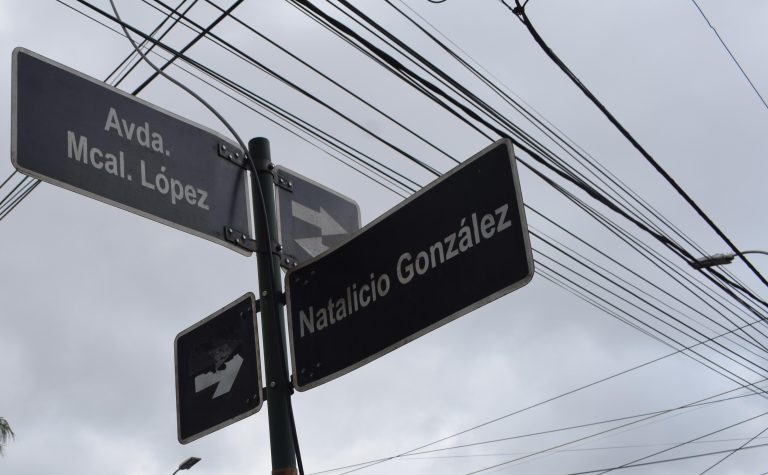 Avda.
Mcal. López
Natalicio González